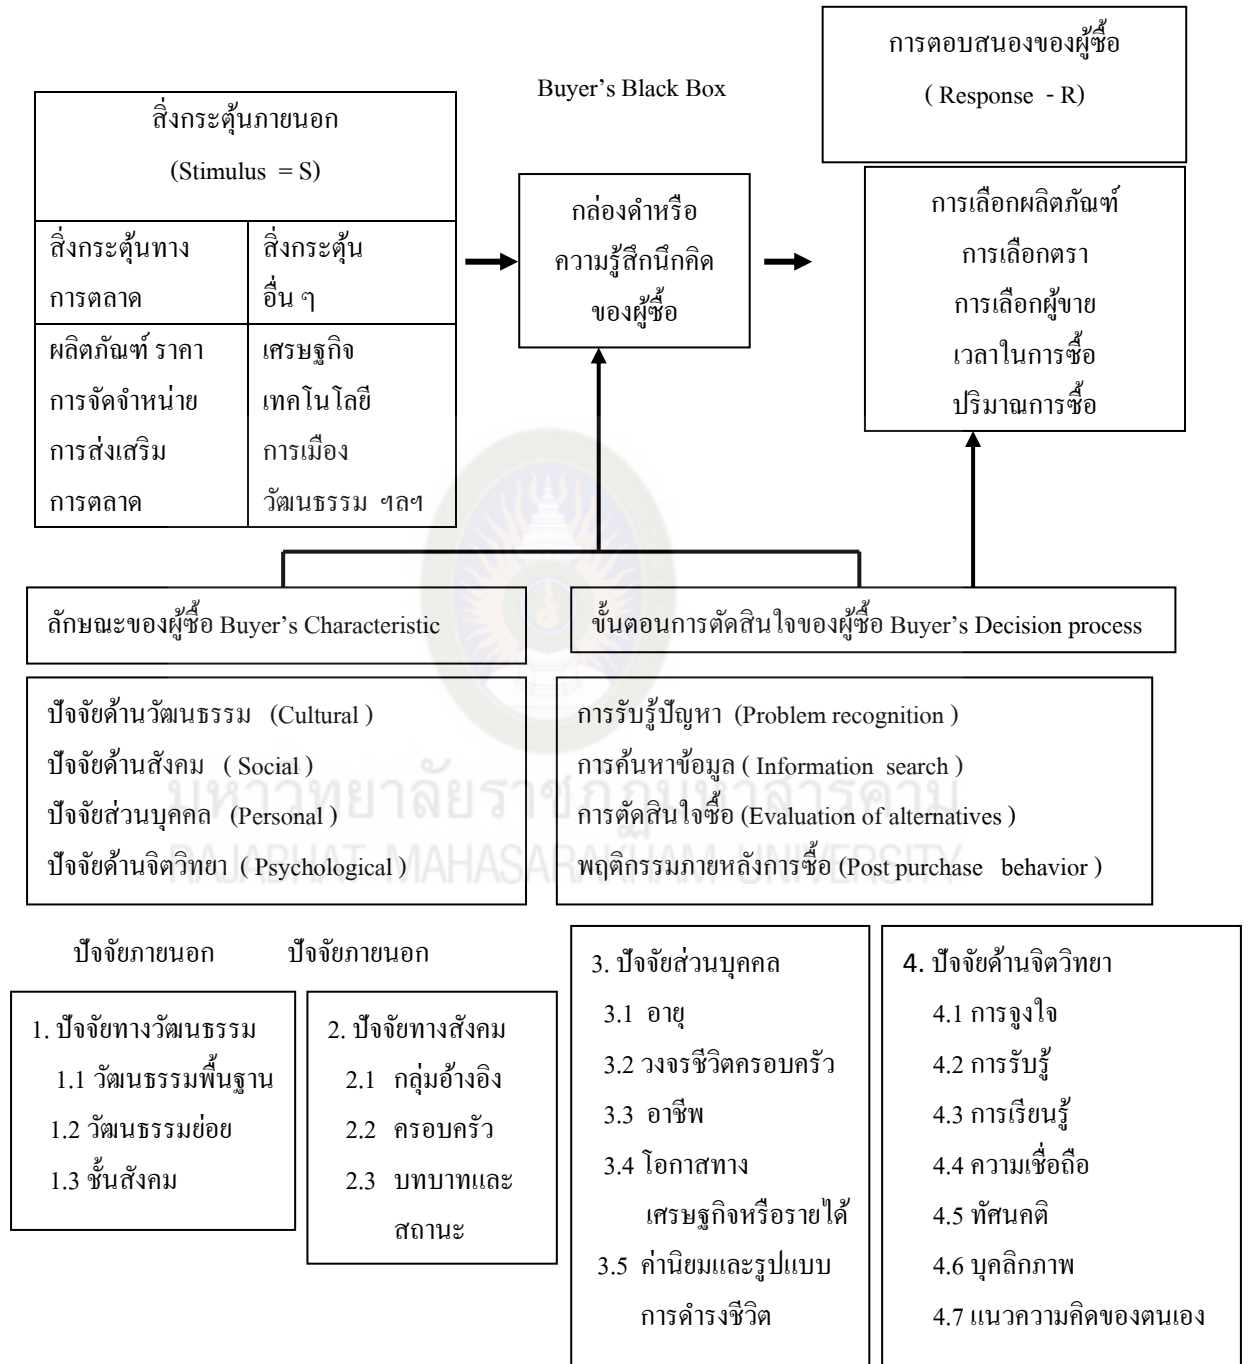 การตอบสนองของผู้ซื้อ
( Response - R)
Buyer's Black Box
สิ่งกระตุ้นภายนอก
(Stimulus = S)
สิ่งกระตุ้นทาง
การตลาด
สิ่งกระตุ้น
อื่น ๆ
ผลิตภัณฑ์ ราคา
การจัดจำหน่าย
การส่งเสริม
การตลาด
เศรษฐกิจ
เทคโนโลยี
การเมือง
วัฒนธรรม ฯลฯ
กล่องดำหรือ
ความรู้สึกนึกคิด
ของผู้ซื้อ
การเลือกผลิตภัณฑ์
การเลือกตรา
การเลือกผู้ขาย
เวลาในการซื้อ
ปริมาณการซื้อ
ลักษณะของผู้ซื้อ Buyer's Characteristic
ขั้นตอนการตัดสินใจของผู้ซื้อ Buyer's Decision process
ปัจจัยด้านวัฒนธรรม (Cultural )
ปัจจัยด้านสังคม ( Social )
ปัจจัยส่วนบุคคล (Personal )
ปัจจัยด้านจิตวิทยา ( Psychological )
การรับรู้ปัญหา (Problem recognition )
การค้นหาข้อมูล ( Information search )
การตัดสินใจซื้อ (Evaluation of alternatives )
พฤติกรรมภายหลังการซื้อ (Post purchase behavior )
มหาวิทยาลัยราชภัฏมหาสารคาม
RAJABHAT MAHASARAKHAM UNIVERSITY
ปัจจัยภายนอก
ปัจจัยภายนอก
1. ปัจจัยทางวัฒนธรรม
1.1 วัฒนธรรมพื้นฐาน
1.2 วัฒนธรรมย่อย
1.3 ชั้นสังคม
2. ปัจจัยทางสังคม
2.1 กลุ่มอ้างอิง
2.2 ครอบครัว
2.3 บทบาทและ
สถานะ
3. ปัจจัยส่วนบุคคล
3.1 อายุ
3.2 วงจรชีวิตครอบครัว
3.3 อาชีพ
3.4 โอกาสทาง
เศรษฐกิจหรือรายได้
3.5 ค่านิยมและรูปแบบ
การดำรงชีวิต
4. ปัจจัยด้านจิตวิทยา
4.1 การจูงใจ
4.2 การรับรู้
4.3 การเรียนรู้
4.4 ความเชื่อถือ
4.5 ทัศนคติ
4.6 บุคลิกภาพ
4.7 แนวความคิดของตนเอง